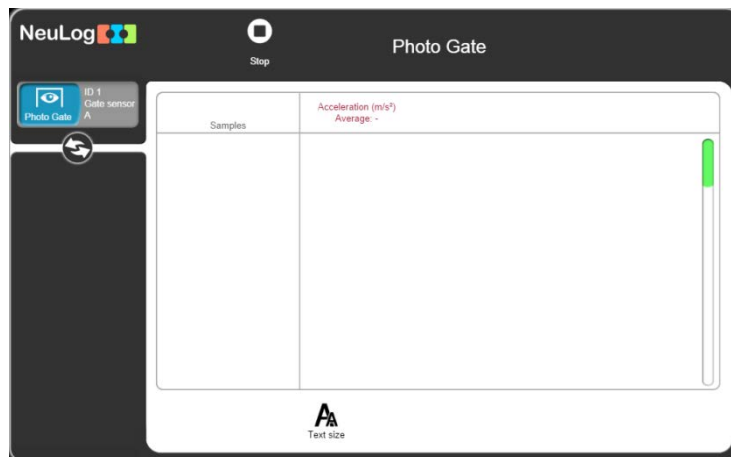 NeuLog
Stop
Photo Gate
Photo Gate
ID 1
Gate sensor
A
Samples
Acceleration (m/s²)
Average: -
Text size